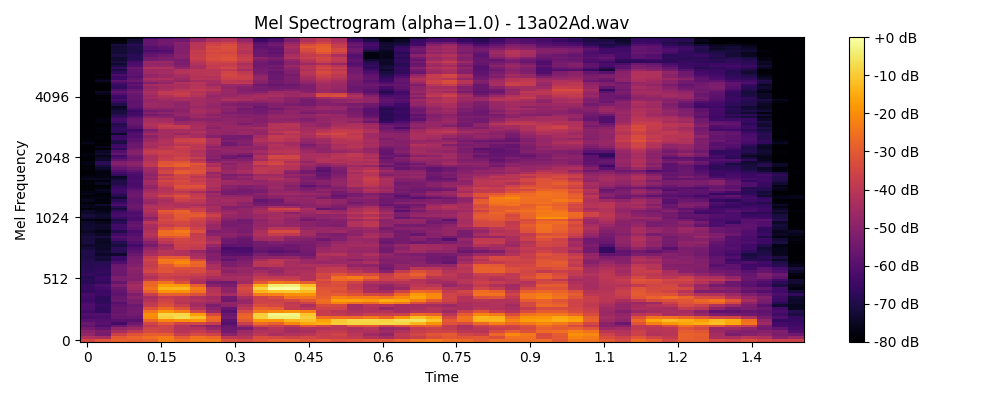 Mel Spectrogram (alpha=1.0) - 13a02Ad.wav
Mel Frequency
4096
2048
1024
512
0
0 0.15 0.3 0.45 0.6 0.75 0.9 1.1 1.2 1.4
Time
+0 dB
-10 dB
-20 dB
-30 dB
-40 dB
-50 dB
-60 dB
-70 dB
-80 dB